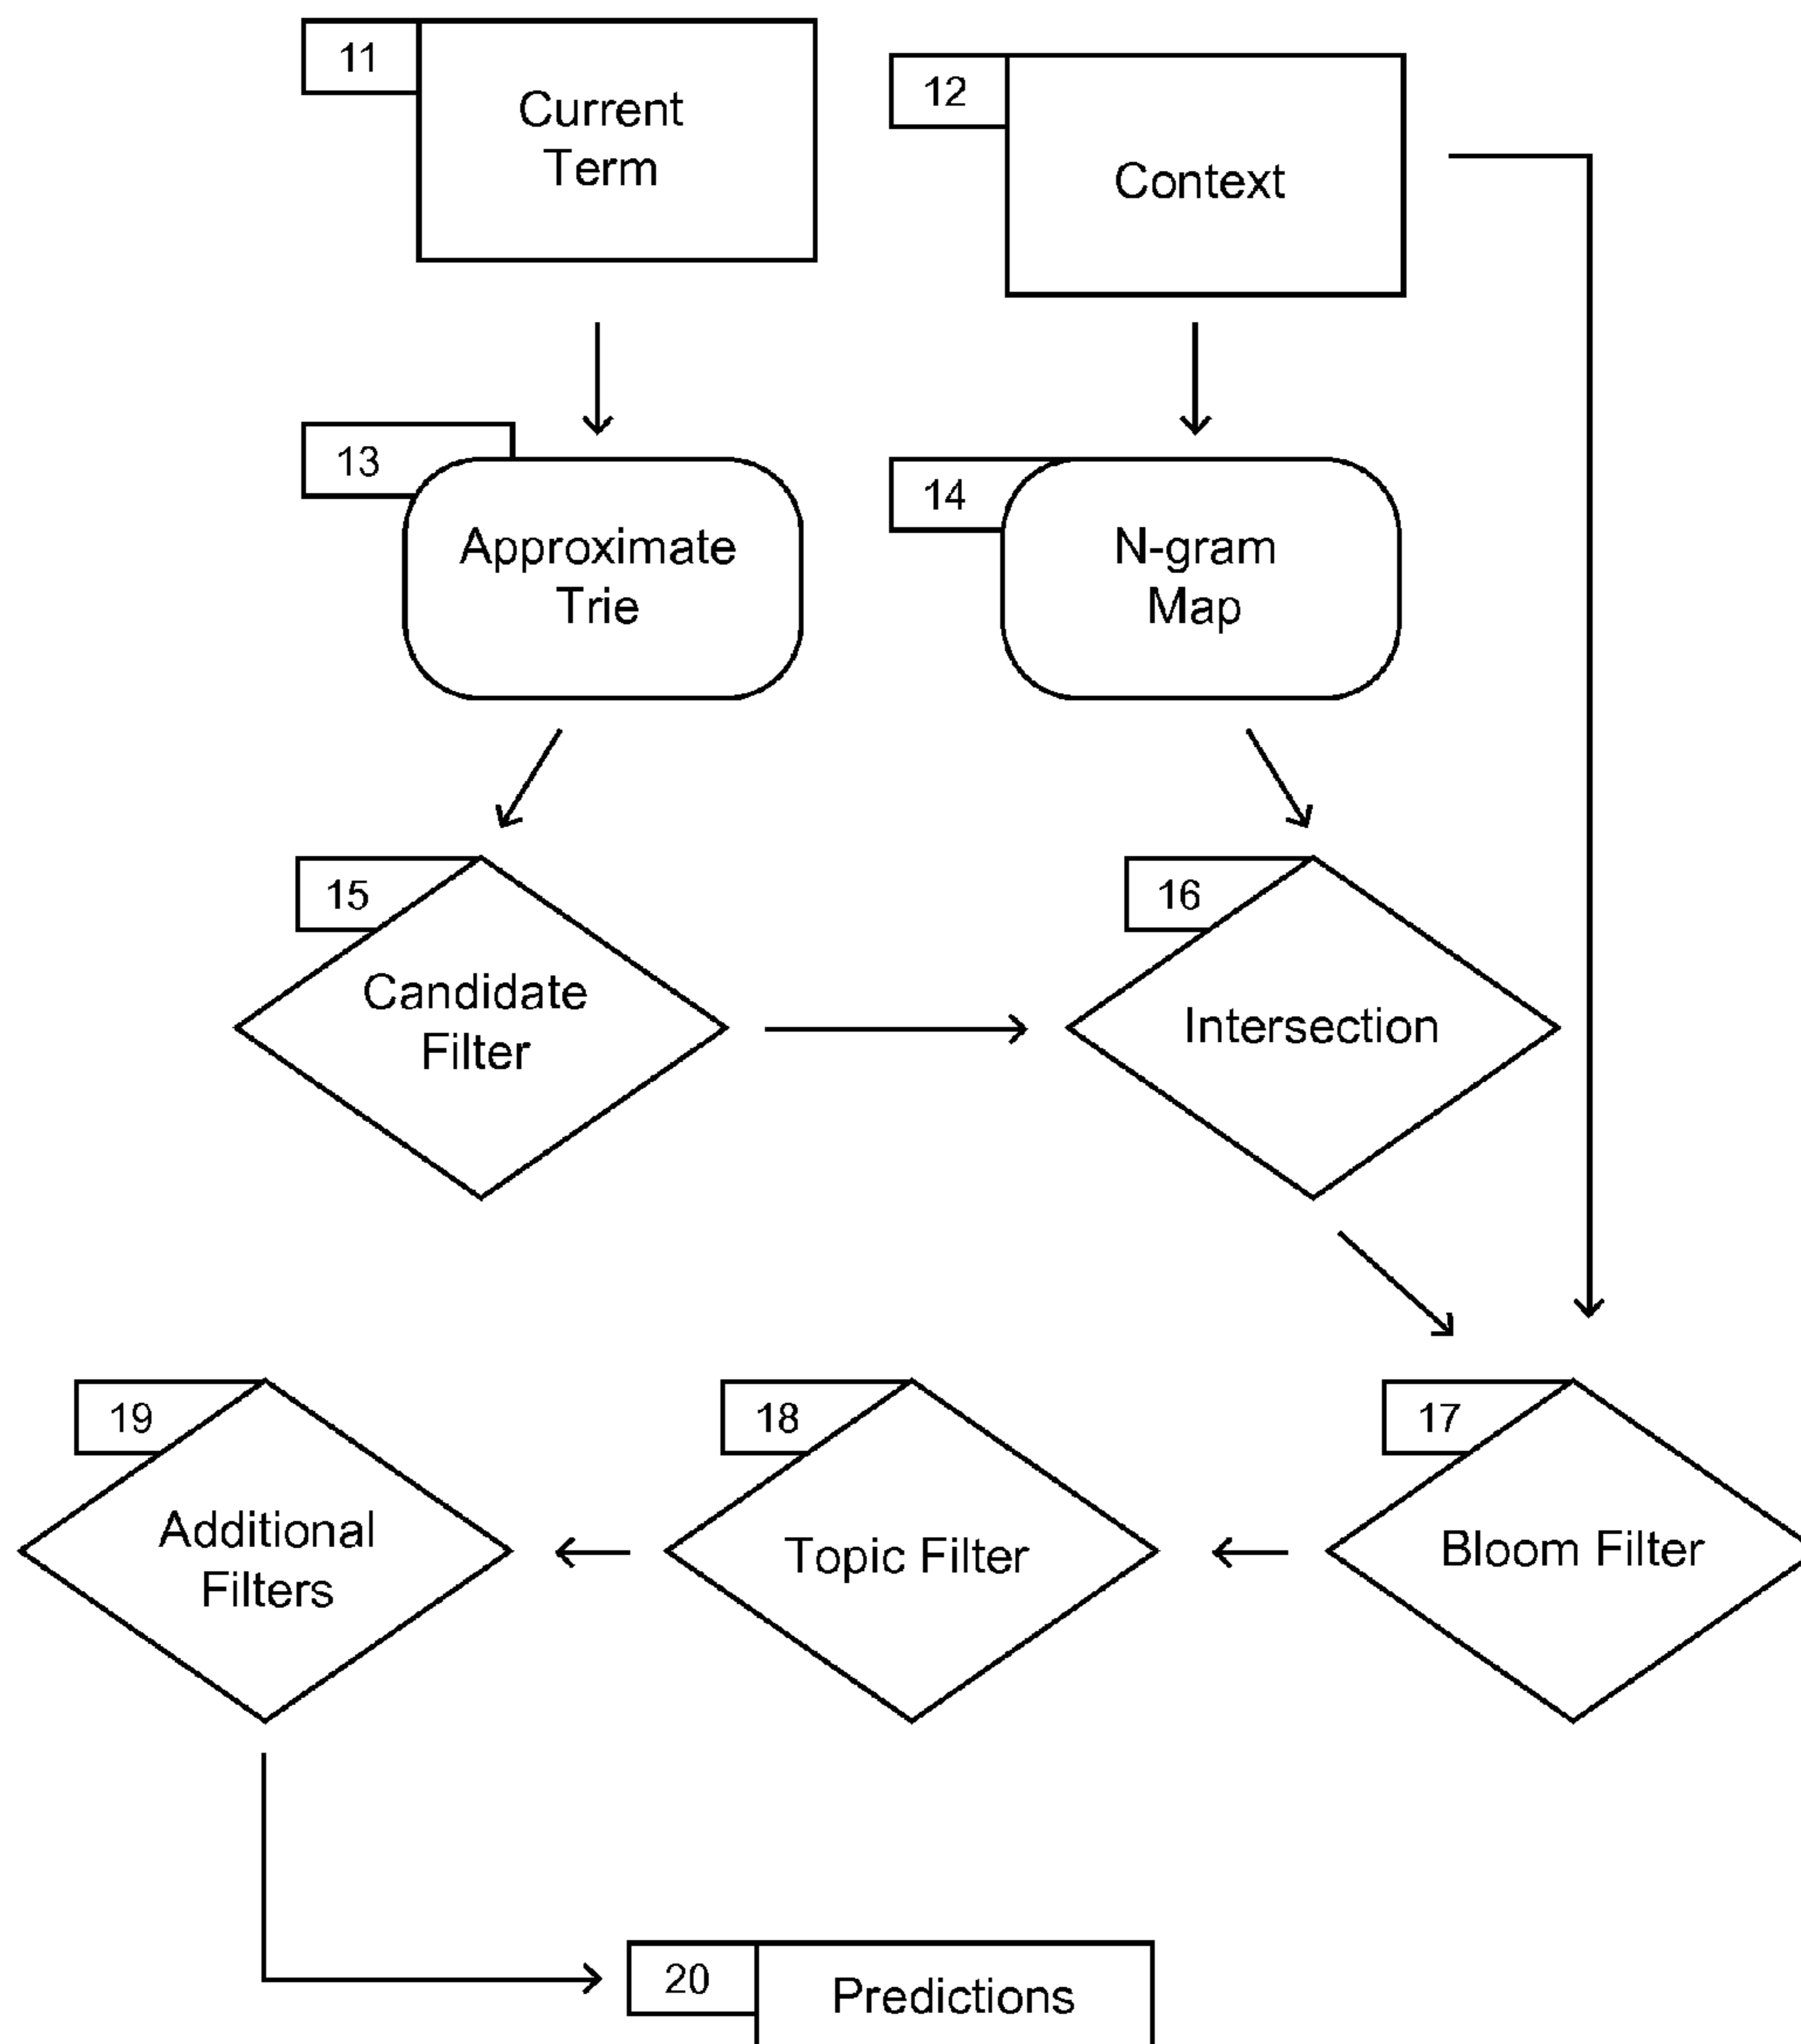 11
Current
Term
12
Context
13
Approximate
Trie
14
N-gram
Map
15
Candidate
Filter
16
Intersection
19
Additional
Filters
18
Topic Filter
17
Bloom Filter
20
Predictions